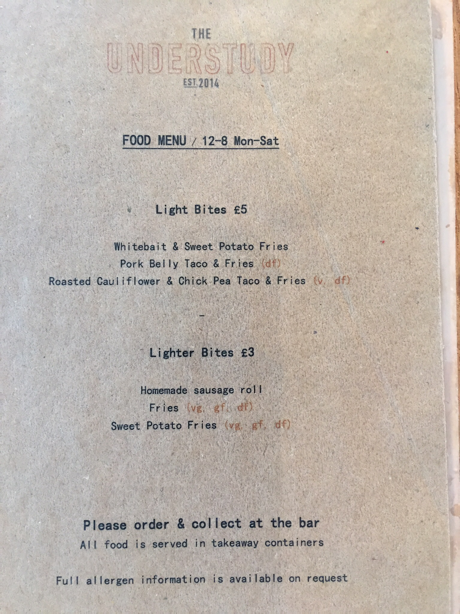 THE
UNDERSTUDY
EST.2014
FOOD MENU / 12-8 Mon-Sat
Light Bites £5
Whitebait & Sweet Potato Fries
Pork Belly Taco & Fries (df)
Roasted Cauliflower & Chick Pea Taco & Fries (v, df)
-
Lighter Bites £3
Homemade sausage roll
Fries (vg, gf, df)
Sweet Potato Fries (vg, gf, df)
Please order & collect at the bar
All food is served in takeaway containers
Full allergen information is available on request